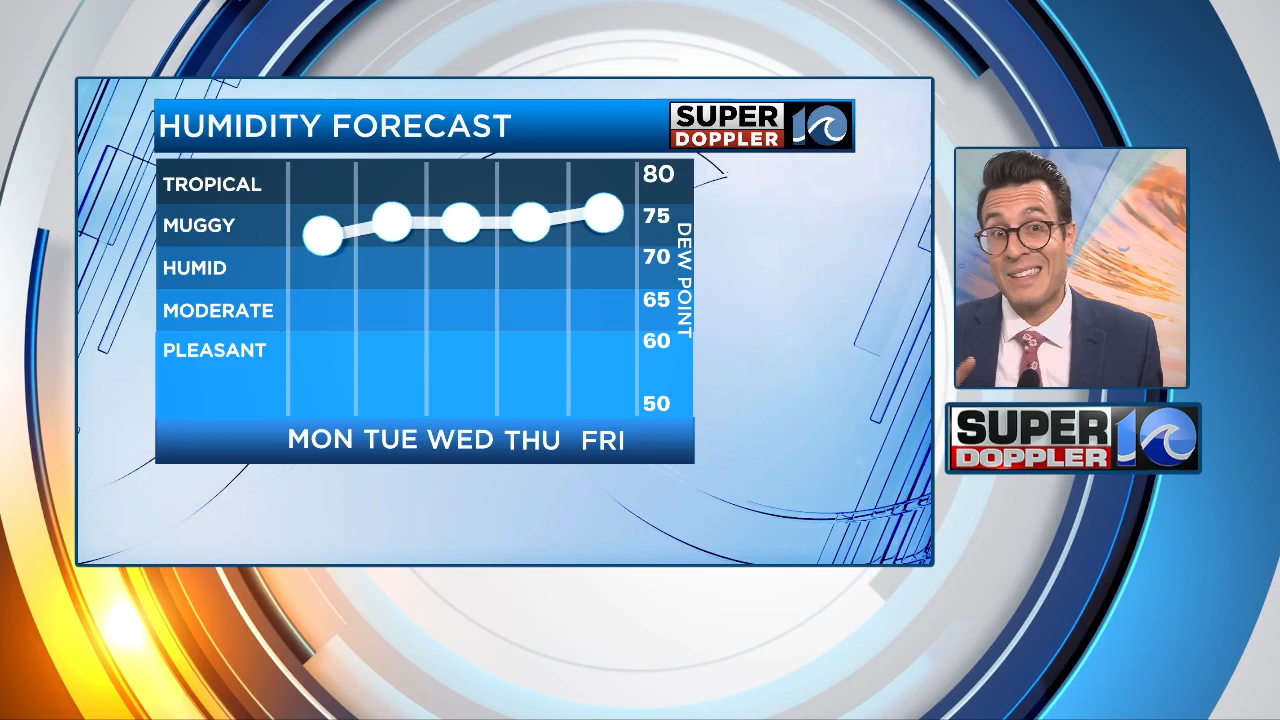 HUMIDITY FORECAST
SUPER
DOPPLER 10
TROPICAL
MUGGY
HUMID
MODERATE
PLEASANT
80
75
70
65
60
50
DEW POINT
MON TUE WED THU FRI
SUPER
DOPPLER 10